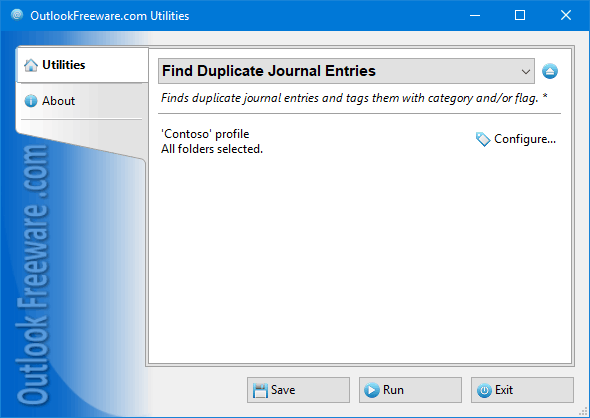 OutlookFreeware.com Utilities
Utilities
About
Find Duplicate Journal Entries
Finds duplicate journal entries and tags them with category and/or flag. *
'Contoso' profile
All folders selected.
Configure...
Outlook Freeware .com
Save
Run
Exit